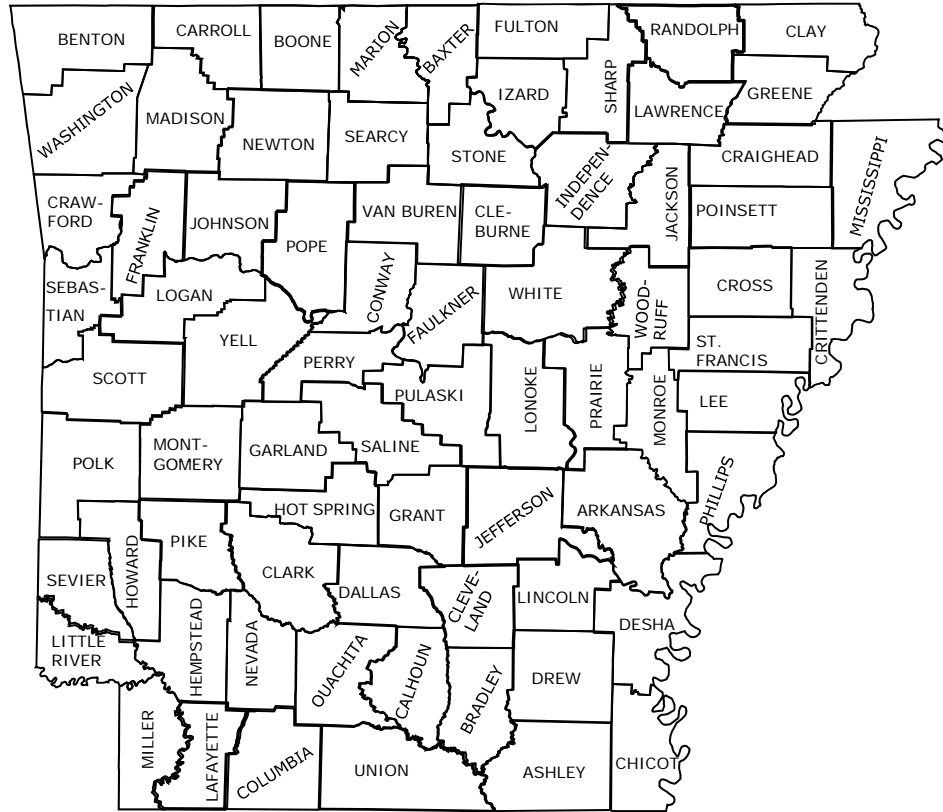 BENTON
CARROLL
BOONE
MARION
BAXTER
FULTON
RANDOLPH
CLAY
WASHINGTON
MADISON
NEWTON
SEARCY
IZARD
SHARP
LAWRENCE
GREENE
STONE
INDEPEN-
DENCE
CRAIGHEAD
MISSISSIPPI
CRAW-
FORD
FRANKLIN
JOHNSON
POPE
VAN BUREN
CLE-
BURNE
JACKSON
POINSETT
SEBAS-
TIAN
LOGAN
CONWAY
FAULKNER
WHITE
WOOD-
RUFF
CROSS
CRITTENDEN
YELL
PERRY
ST.
FRANCIS
SCOTT
PULASKI
LONOKE
PRAIRIE
MONROE
LEE
POLK
MONT-
GOMERY
GARLAND
SALINE
PHILLIPS
HOT SPRING
GRANT
JEFFERSON
ARKANSAS
HOWARD
PIKE
SEVIER
CLARK
DALLAS
CLEVE-
LAND
LINCOLN
DESHA
LITTLE
RIVER
HEMPSTEAD
NEVADA
OUACHITA
CALHOUN
BRADLEY
DREW
MILLER
LAFAYETTE
COLUMBIA
UNION
ASHLEY
CHICOT